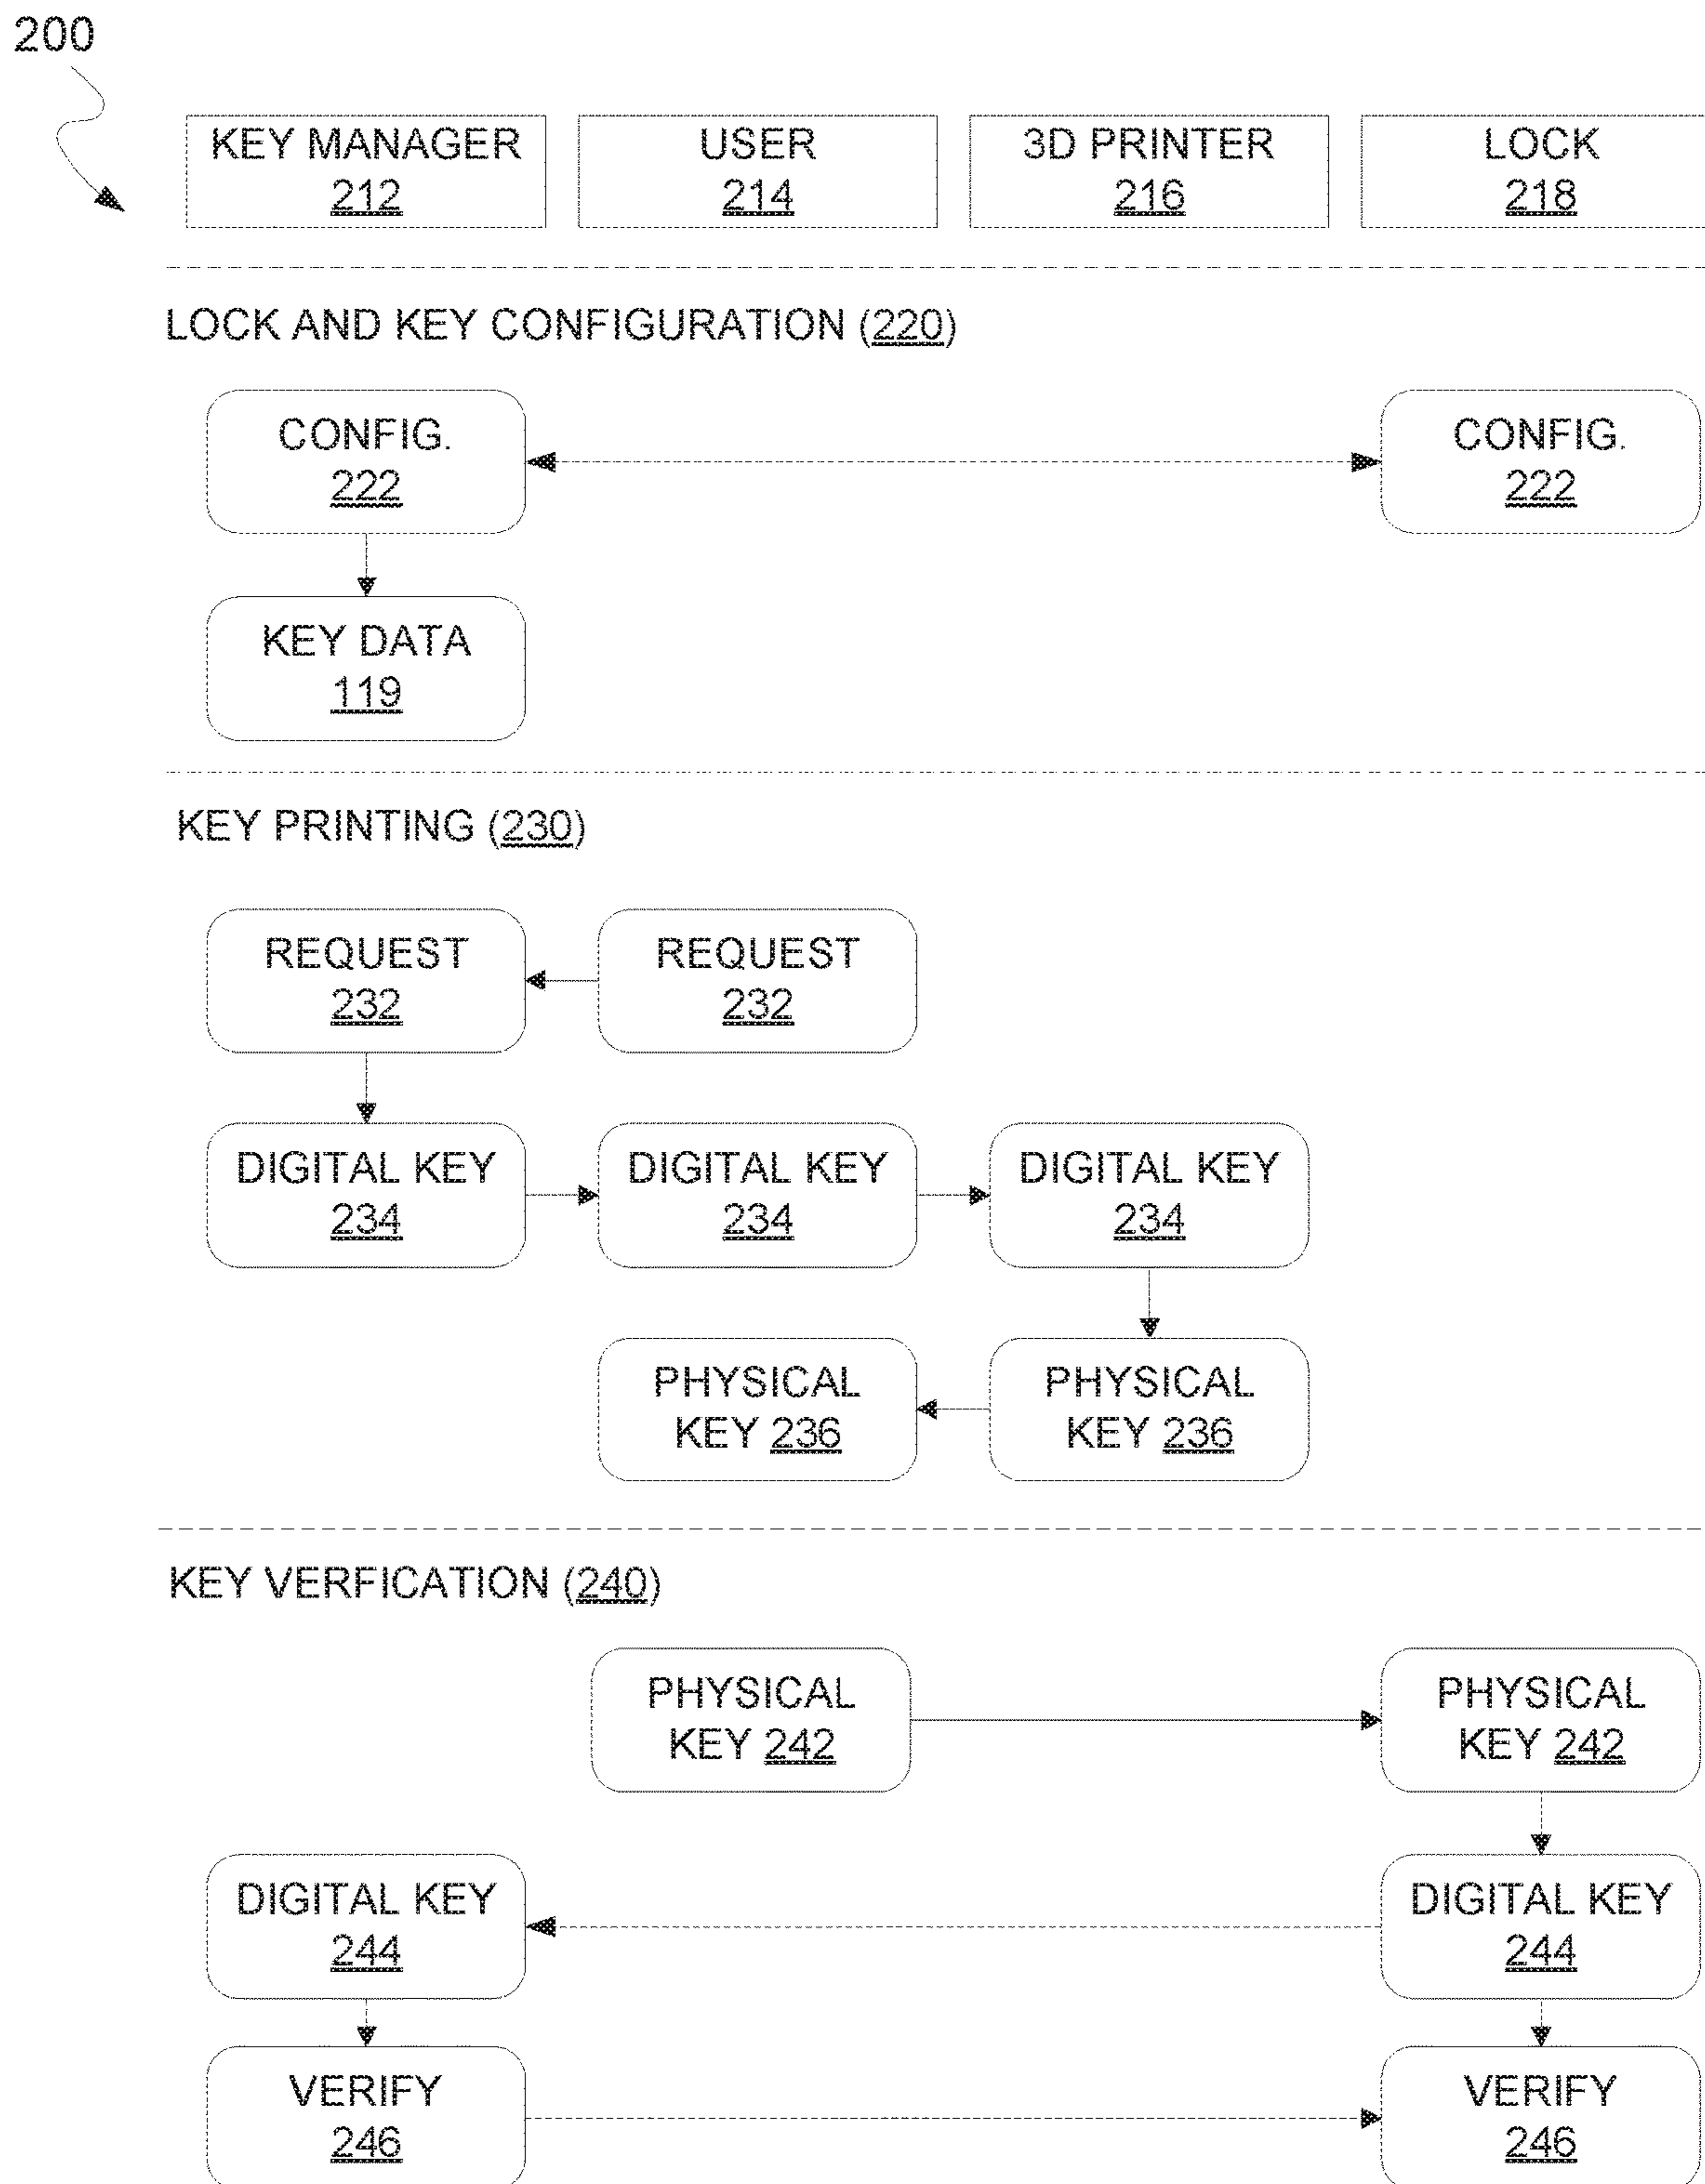 200
KEY MANAGER
212
USER
214
3D PRINTER
216
LOCK
218
LOCK AND KEY CONFIGURATION (220)
CONFIG.
222
CONFIG.
222
KEY DATA
119
KEY PRINTING (230)
REQUEST
232
REQUEST
232
DIGITAL KEY
234
DIGITAL KEY
234
DIGITAL KEY
234
PHYSICAL
KEY 236
PHYSICAL
KEY 236
KEY VERFICATION (240)
PHYSICAL
KEY 242
PHYSICAL
KEY 242
DIGITAL KEY
244
DIGITAL KEY
244
VERIFY
246
VERIFY
246